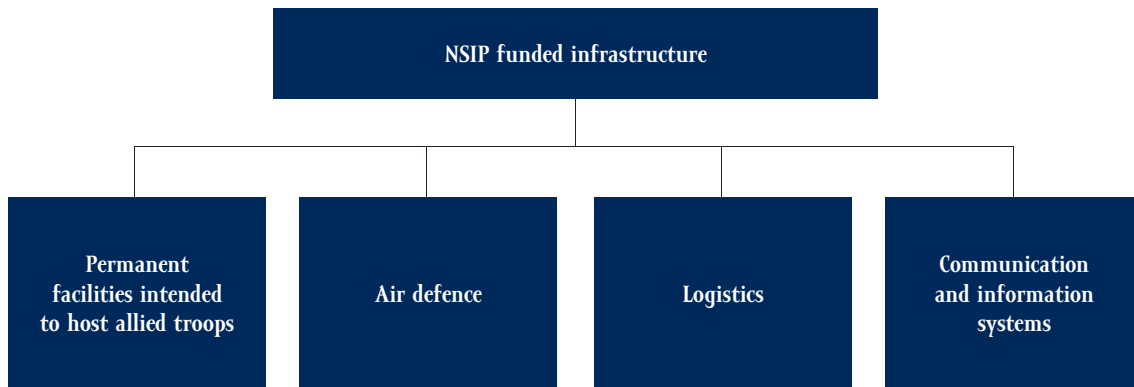 NSIP funded infrastructure
Permanent
facilities intended
to host allied troops
Air defence
Logistics
Communication
and information
systems